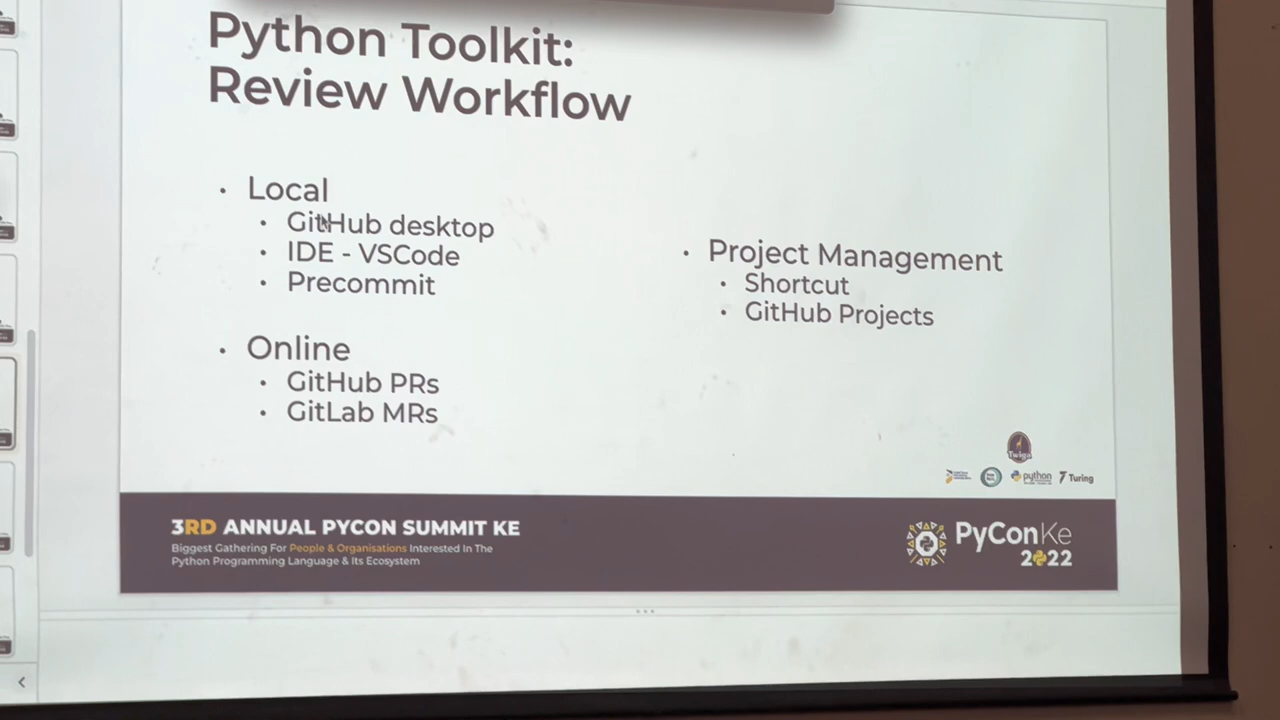 Python Toolkit:
Review Workflow
• Local
• GitHub desktop
• IDE - VSCode
• Precommit
• Online
• GitHub PRs
• GitLab MRs
• Project Management
• Shortcut
• GitHub Projects
Twiga
python
Turing
3RD ANNUAL PYCON SUMMIT KE
Biggest Gathering For People & Organisations Interested In The
Python Programming Language & Its Ecosystem
PyConKe
2022